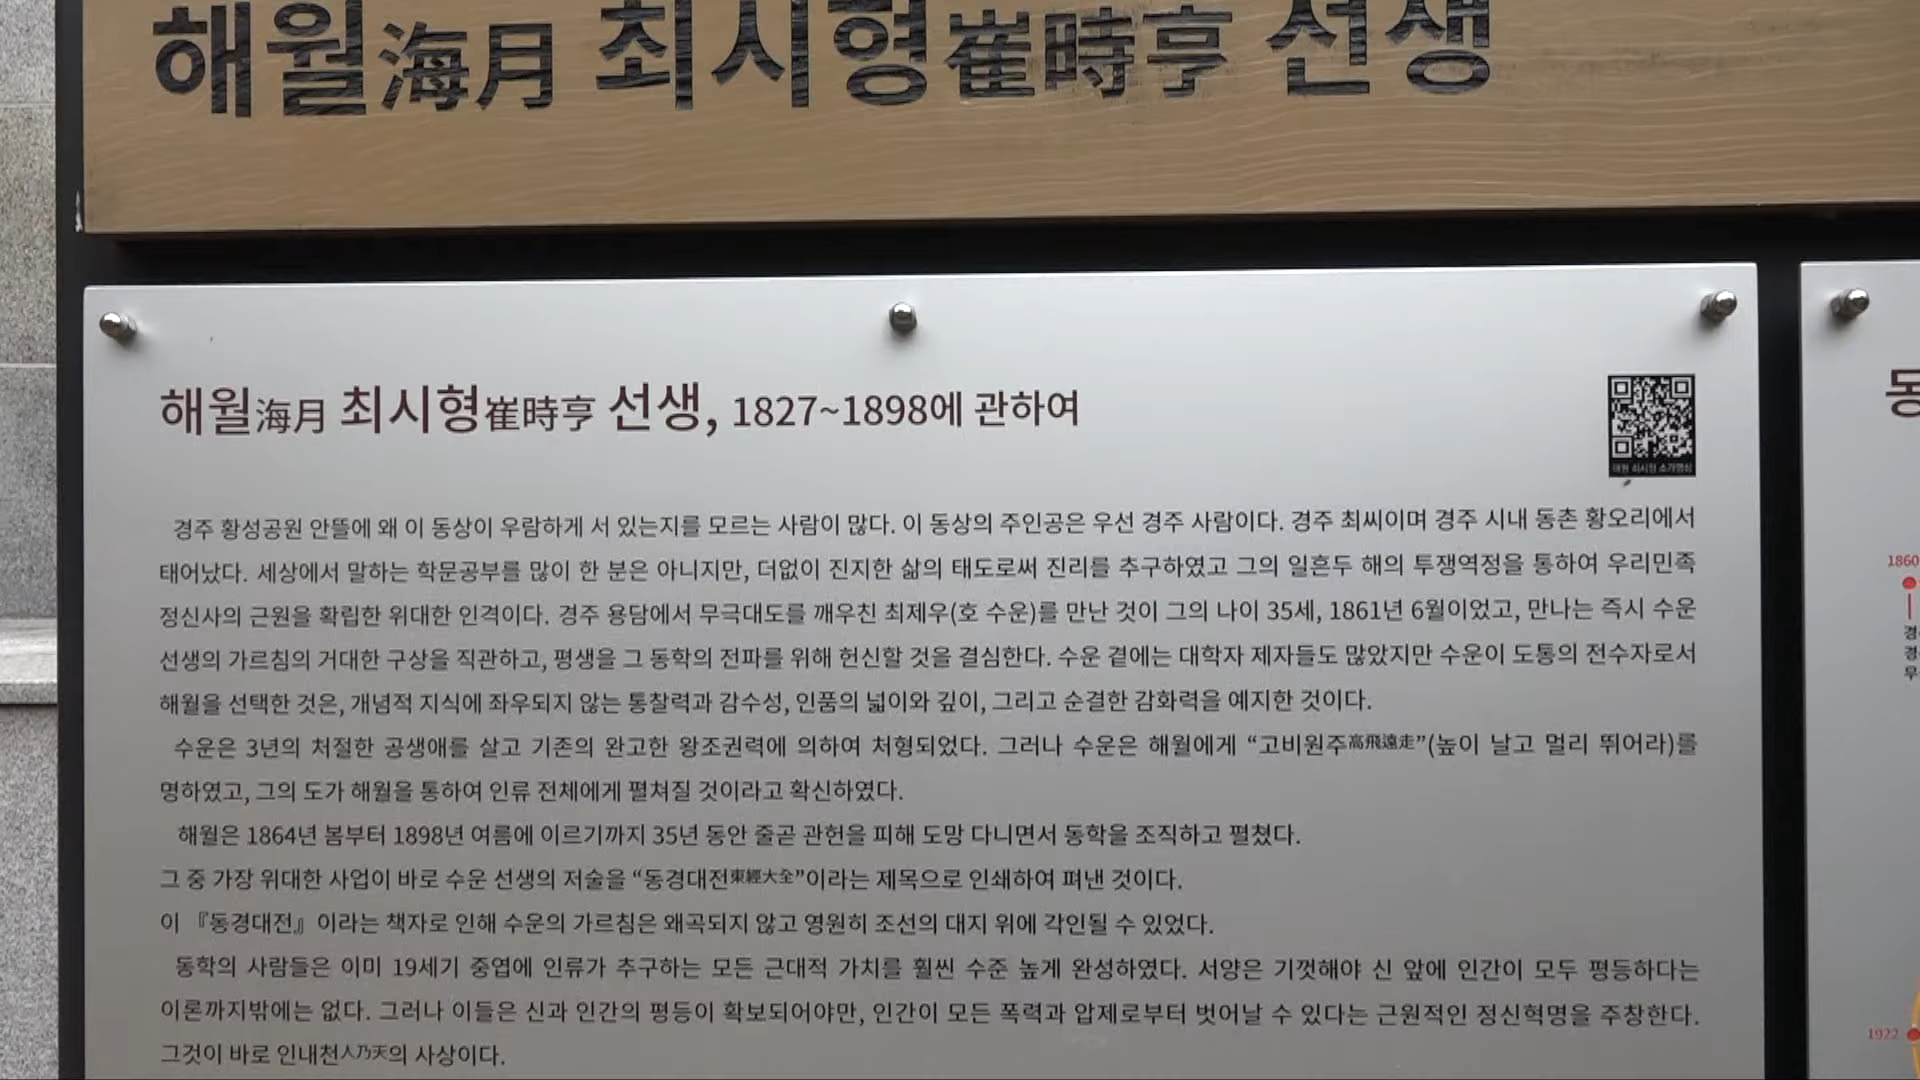 해월海月 최시형崔時亨 선생
해월海月 최시형崔時亨 선생, 1827~1898에 관하여
해월 최시형 소개영상
경주 황성공원 안뜰에 왜 이 동상이 우람하게 서 있는지를 모르는 사람이 많다. 이 동상의 주인공은 우선 경주 사람이다. 경주 최씨이며 경주 시내 동촌 황오리에서
태어났다. 세상에서 말하는 학문공부를 많이 한 분은 아니지만, 더없이 진지한 삶의 태도로써 진리를 추구하였고 그의 일흔두 해의 투쟁역정을 통하여 우리민족
정신사의 근원을 확립한 위대한 인격이다. 경주 용담에서 무극대도를 깨우친 최제우(호 수운)를 만난 것이 그의 나이 35세, 1861년 6월이었고, 만나는 즉시 수운
선생의 가르침의 거대한 구상을 직관하고, 평생을 그 동학의 전파를 위해 헌신할 것을 결심한다. 수운 곁에는 대학자 제자들도 많았지만 수운이 도통의 전수자로서
해월을 선택한 것은, 개념적 지식에 좌우되지 않는 통찰력과 감수성, 인품의 넓이와 깊이, 그리고 순결한 감화력을 예지한 것이다.
수운은 3년의 처절한 공생애를 살고 기존의 완고한 왕조권력에 의하여 처형되었다. 그러나 수운은 해월에게 “고비원주高飛遠走”(높이 날고 멀리 뛰어라)를
명하였고, 그의 도가 해월을 통하여 인류 전체에게 펼쳐질 것이라고 확신하였다.
해월은 1864년 봄부터 1898년 여름에 이르기까지 35년 동안 줄곧 관헌을 피해 도망 다니면서 동학을 조직하고 펼쳤다.
그 중 가장 위대한 사업이 바로 수운 선생의 저술을 “동경대전東經大全”이라는 제목으로 인쇄하여 펴낸 것이다.
이 『동경대전』이라는 책자로 인해 수운의 가르침은 왜곡되지 않고 영원히 조선의 대지 위에 각인될 수 있었다.
동학의 사람들은 이미 19세기 중엽에 인류가 추구하는 모든 근대적 가치를 훨씬 수준 높게 완성하였다. 서양은 기껏해야 신 앞에 인간이 모두 평등하다는
이론까지밖에는 없다. 그러나 이들은 신과 인간의 평등이 확보되어야만, 인간이 모든 폭력과 압제로부터 벗어날 수 있다는 근원적인 정신혁명을 주창한다.
그것이 바로 인내천人乃天의 사상이다.
동
1860
경
경
무
1922